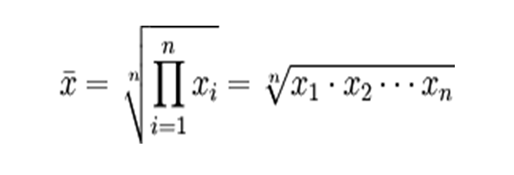 x̄ = ⁿ√(∏ᵢ₌₁ⁿ xᵢ) = ⁿ√(x₁ · x₂ ⋯ xₙ)